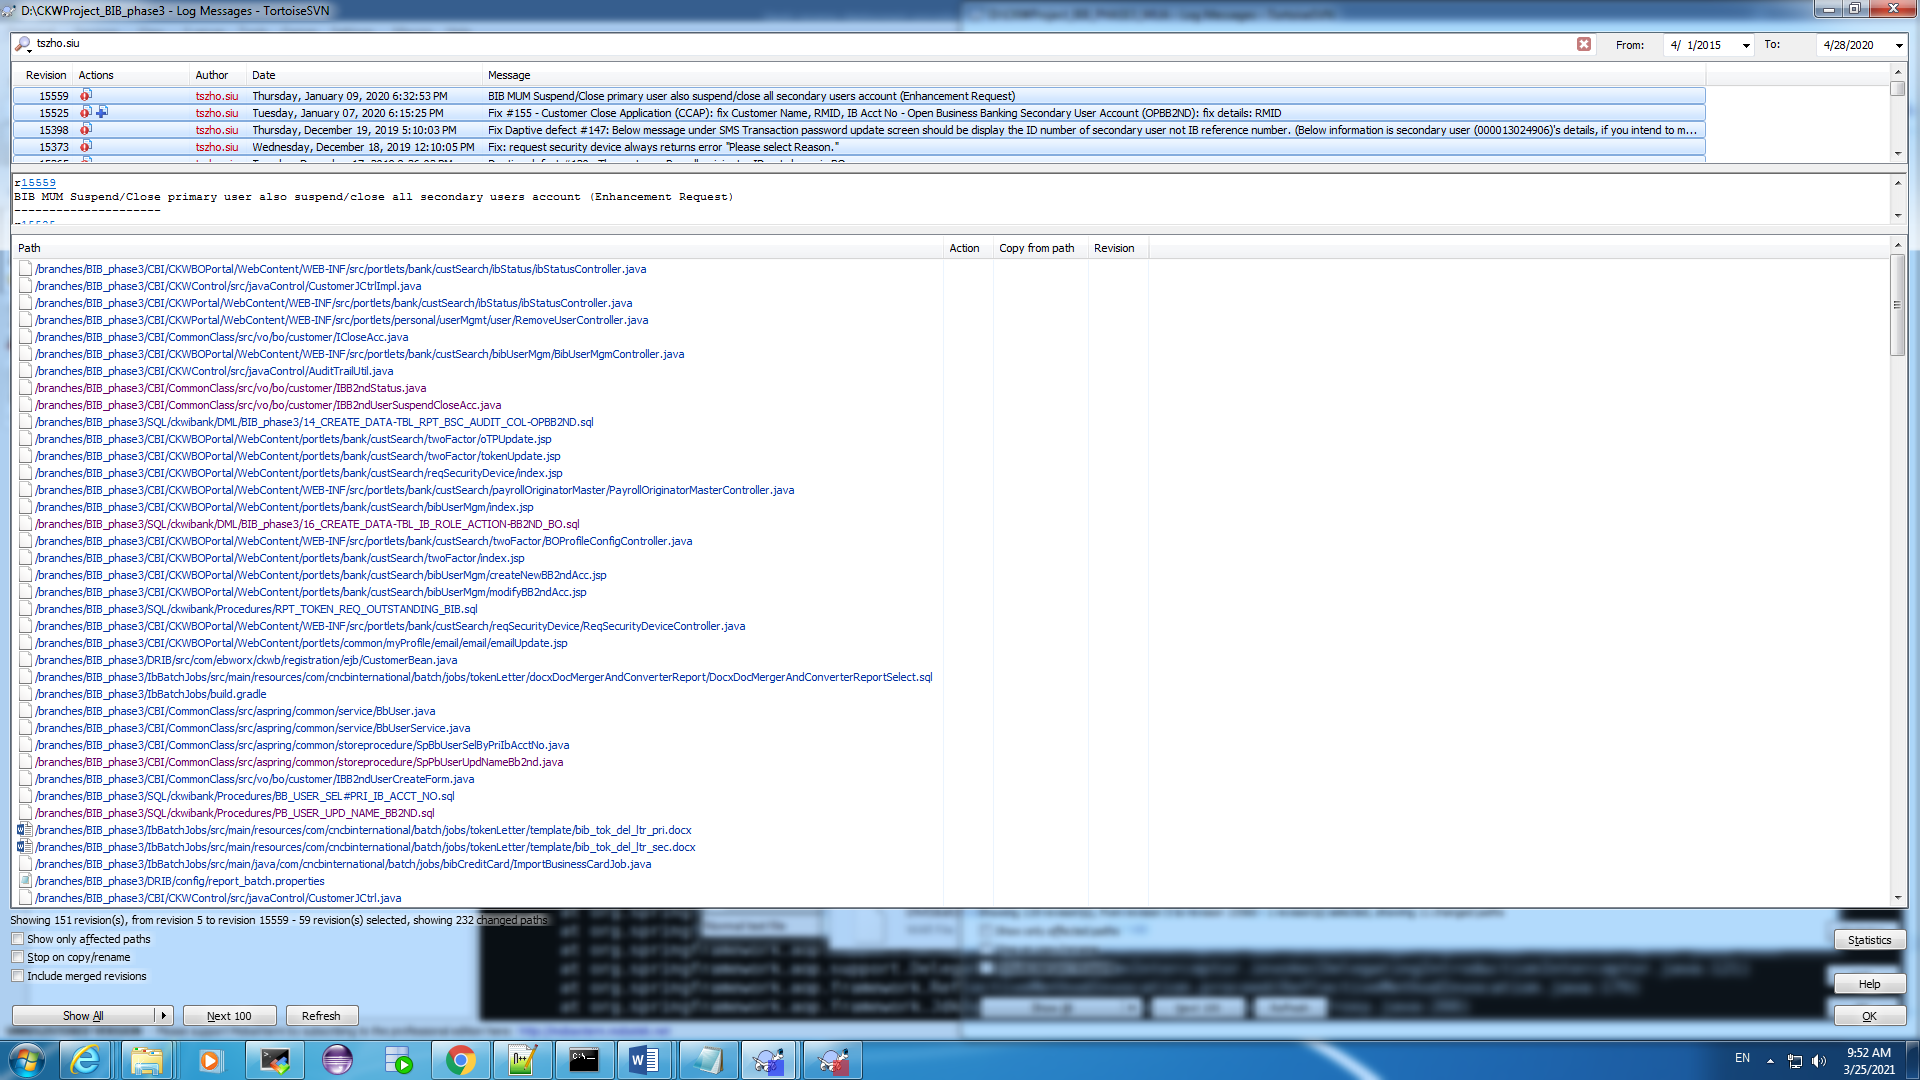 D:\CKWProject_BIB_phase3 - Log Messages - TortoiseSVN
tszho.siu
From: 4/ 1/2015 To: 4/28/2020
Revision Actions Author Date Message
15559 tszho.siu Thursday, January 09, 2020 6:32:53 PM BIB MUM Suspend/Close primary user also suspend/close all secondary users account (Enhancement Request)
15525 tszho.siu Tuesday, January 07, 2020 6:15:25 PM Fix #155 - Customer Close Application (CCAP): fix Customer Name, RMID, IB Acct No - Open Business Banking Secondary User Account (OPBB2ND): fix details: RMID
15398 tszho.siu Thursday, December 19, 2019 5:10:03 PM Fix Daptive defect #147: Below message under SMS Transaction password update screen should be display the ID number of secondary user not IB reference number. (Below information is secondary user (000013024906)'s details, if you intend to m...
15373 tszho.siu Wednesday, December 18, 2019 12:10:05 PM Fix: request security device always returns error "Please select Reason."
r15559
BIB MUM Suspend/Close primary user also suspend/close all secondary users account (Enhancement Request)
---------------------
Path Action Copy from path Revision
/branches/BIB_phase3/CBI/CKWBOPortal/WebContent/WEB-INF/src/portlets/bank/custSearch/ibStatus/ibStatusController.java
/branches/BIB_phase3/CBI/CKWControl/src/javaControl/CustomerJCtrlImpl.java
/branches/BIB_phase3/CBI/CKWPortal/WebContent/WEB-INF/src/portlets/bank/custSearch/ibStatus/ibStatusController.java
/branches/BIB_phase3/CBI/CKWPortal/WebContent/WEB-INF/src/portlets/personal/userMgmt/user/RemoveUserController.java
/branches/BIB_phase3/CBI/CommonClass/src/vo/bo/customer/ICloseAcc.java
/branches/BIB_phase3/CBI/CKWBOPortal/WebContent/WEB-INF/src/portlets/bank/custSearch/bibUserMgm/BibUserMgmController.java
/branches/BIB_phase3/CBI/CKWControl/src/javaControl/AuditTrailUtil.java
/branches/BIB_phase3/CBI/CommonClass/src/vo/bo/customer/IBB2ndStatus.java
/branches/BIB_phase3/CBI/CommonClass/src/vo/bo/customer/IBB2ndUserSuspendCloseAcc.java
/branches/BIB_phase3/SQL/ckwibank/DML/BIB_phase3/14_CREATE_DATA-TBL_RPT_BSC_AUDIT_COL-OPBB2ND.sql
/branches/BIB_phase3/CBI/CKWBOPortal/WebContent/portlets/bank/custSearch/twoFactor/oTPUpdate.jsp
/branches/BIB_phase3/CBI/CKWBOPortal/WebContent/portlets/bank/custSearch/twoFactor/tokenUpdate.jsp
/branches/BIB_phase3/CBI/CKWBOPortal/WebContent/portlets/bank/custSearch/reqSecurityDevice/index.jsp
/branches/BIB_phase3/CBI/CKWBOPortal/WebContent/WEB-INF/src/portlets/bank/custSearch/payrollOriginatorMaster/PayrollOriginatorMasterController.java
/branches/BIB_phase3/CBI/CKWBOPortal/WebContent/portlets/bank/custSearch/bibUserMgm/index.jsp
/branches/BIB_phase3/SQL/ckwibank/DML/BIB_phase3/16_CREATE_DATA-TBL_IB_ROLE_ACTION-BB2ND_BO.sql
/branches/BIB_phase3/CBI/CKWBOPortal/WebContent/WEB-INF/src/portlets/bank/custSearch/twoFactor/BOProfileConfigController.java
/branches/BIB_phase3/CBI/CKWBOPortal/WebContent/portlets/bank/custSearch/twoFactor/index.jsp
/branches/BIB_phase3/CBI/CKWBOPortal/WebContent/portlets/bank/custSearch/bibUserMgm/createNewBB2ndAcc.jsp
/branches/BIB_phase3/CBI/CKWBOPortal/WebContent/portlets/bank/custSearch/bibUserMgm/modifyBB2ndAcc.jsp
/branches/BIB_phase3/SQL/ckwibank/Procedures/RPT_TOKEN_REQ_OUTSTANDING_BIB.sql
/branches/BIB_phase3/CBI/CKWBOPortal/WebContent/WEB-INF/src/portlets/bank/custSearch/reqSecurityDevice/ReqSecurityDeviceController.java
/branches/BIB_phase3/CBI/CKWBOPortal/WebContent/portlets/common/myProfile/email/email/emailUpdate.jsp
/branches/BIB_phase3/DRIB/src/com/ebworx/ckwb/registration/ejb/CustomerBean.java
/branches/BIB_phase3/IbBatchJobs/src/main/resources/com/cncbinternational/batch/jobs/tokenLetter/docxDocMergerAndConverterReport/DocxDocMergerAndConverterReportSelect.sql
/branches/BIB_phase3/IbBatchJobs/build.gradle
/branches/BIB_phase3/CBI/CommonClass/src/aspring/common/service/BbUser.java
/branches/BIB_phase3/CBI/CommonClass/src/aspring/common/service/BbUserService.java
/branches/BIB_phase3/CBI/CommonClass/src/aspring/common/storeprocedure/SpBbUserSelByPriIbAcctNo.java
/branches/BIB_phase3/CBI/CommonClass/src/aspring/common/storeprocedure/SpPbUserUpdNameBb2nd.java
/branches/BIB_phase3/CBI/CommonClass/src/vo/bo/customer/IBB2ndUserCreateForm.java
/branches/BIB_phase3/SQL/ckwibank/Procedures/BB_USER_SEL#PRI_IB_ACCT_NO.sql
/branches/BIB_phase3/SQL/ckwibank/Procedures/PB_USER_UPD_NAME_BB2ND.sql
/branches/BIB_phase3/IbBatchJobs/src/main/resources/com/cncbinternational/batch/jobs/tokenLetter/template/bib_tok_del_ltr_pri.docx
/branches/BIB_phase3/IbBatchJobs/src/main/resources/com/cncbinternational/batch/jobs/tokenLetter/template/bib_tok_del_ltr_sec.docx
/branches/BIB_phase3/IbBatchJobs/src/main/java/com/cncbinternational/batch/jobs/bibCreditCard/ImportBusinessCardJob.java
/branches/BIB_phase3/DRIB/config/report_batch.properties
/branches/BIB_phase3/CBI/CKWControl/src/javaControl/CustomerJCtrl.java
Showing 151 revision(s), from revision 5 to revision 15559 - 59 revision(s) selected, showing 232 changed paths
Show only affected paths
Stop on copy/rename
Include merged revisions
Statistics
Help
Show All Next 100 Refresh OK
EN 9:52 AM
3/25/2021